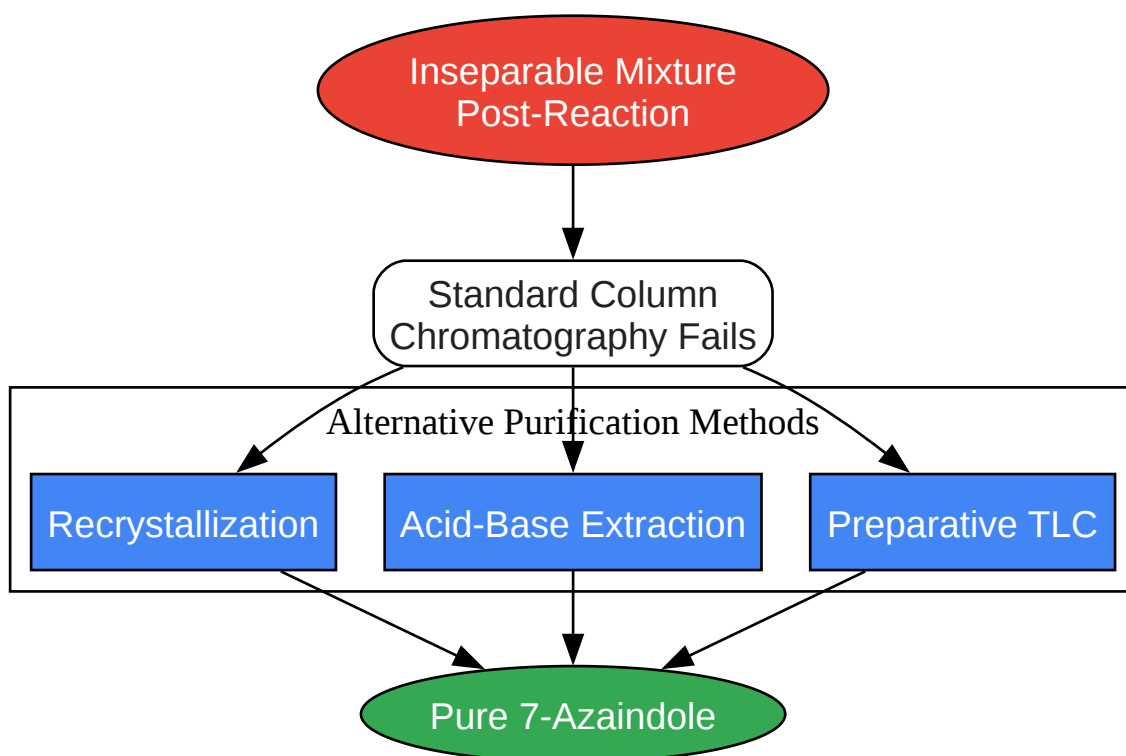 Inseparable Mixture
Post-Reaction
Standard Column
Chromatography Fails
Alternative Purification Methods
Recrystallization
Acid-Base Extraction
Preparative TLC
Pure 7-Azaindole